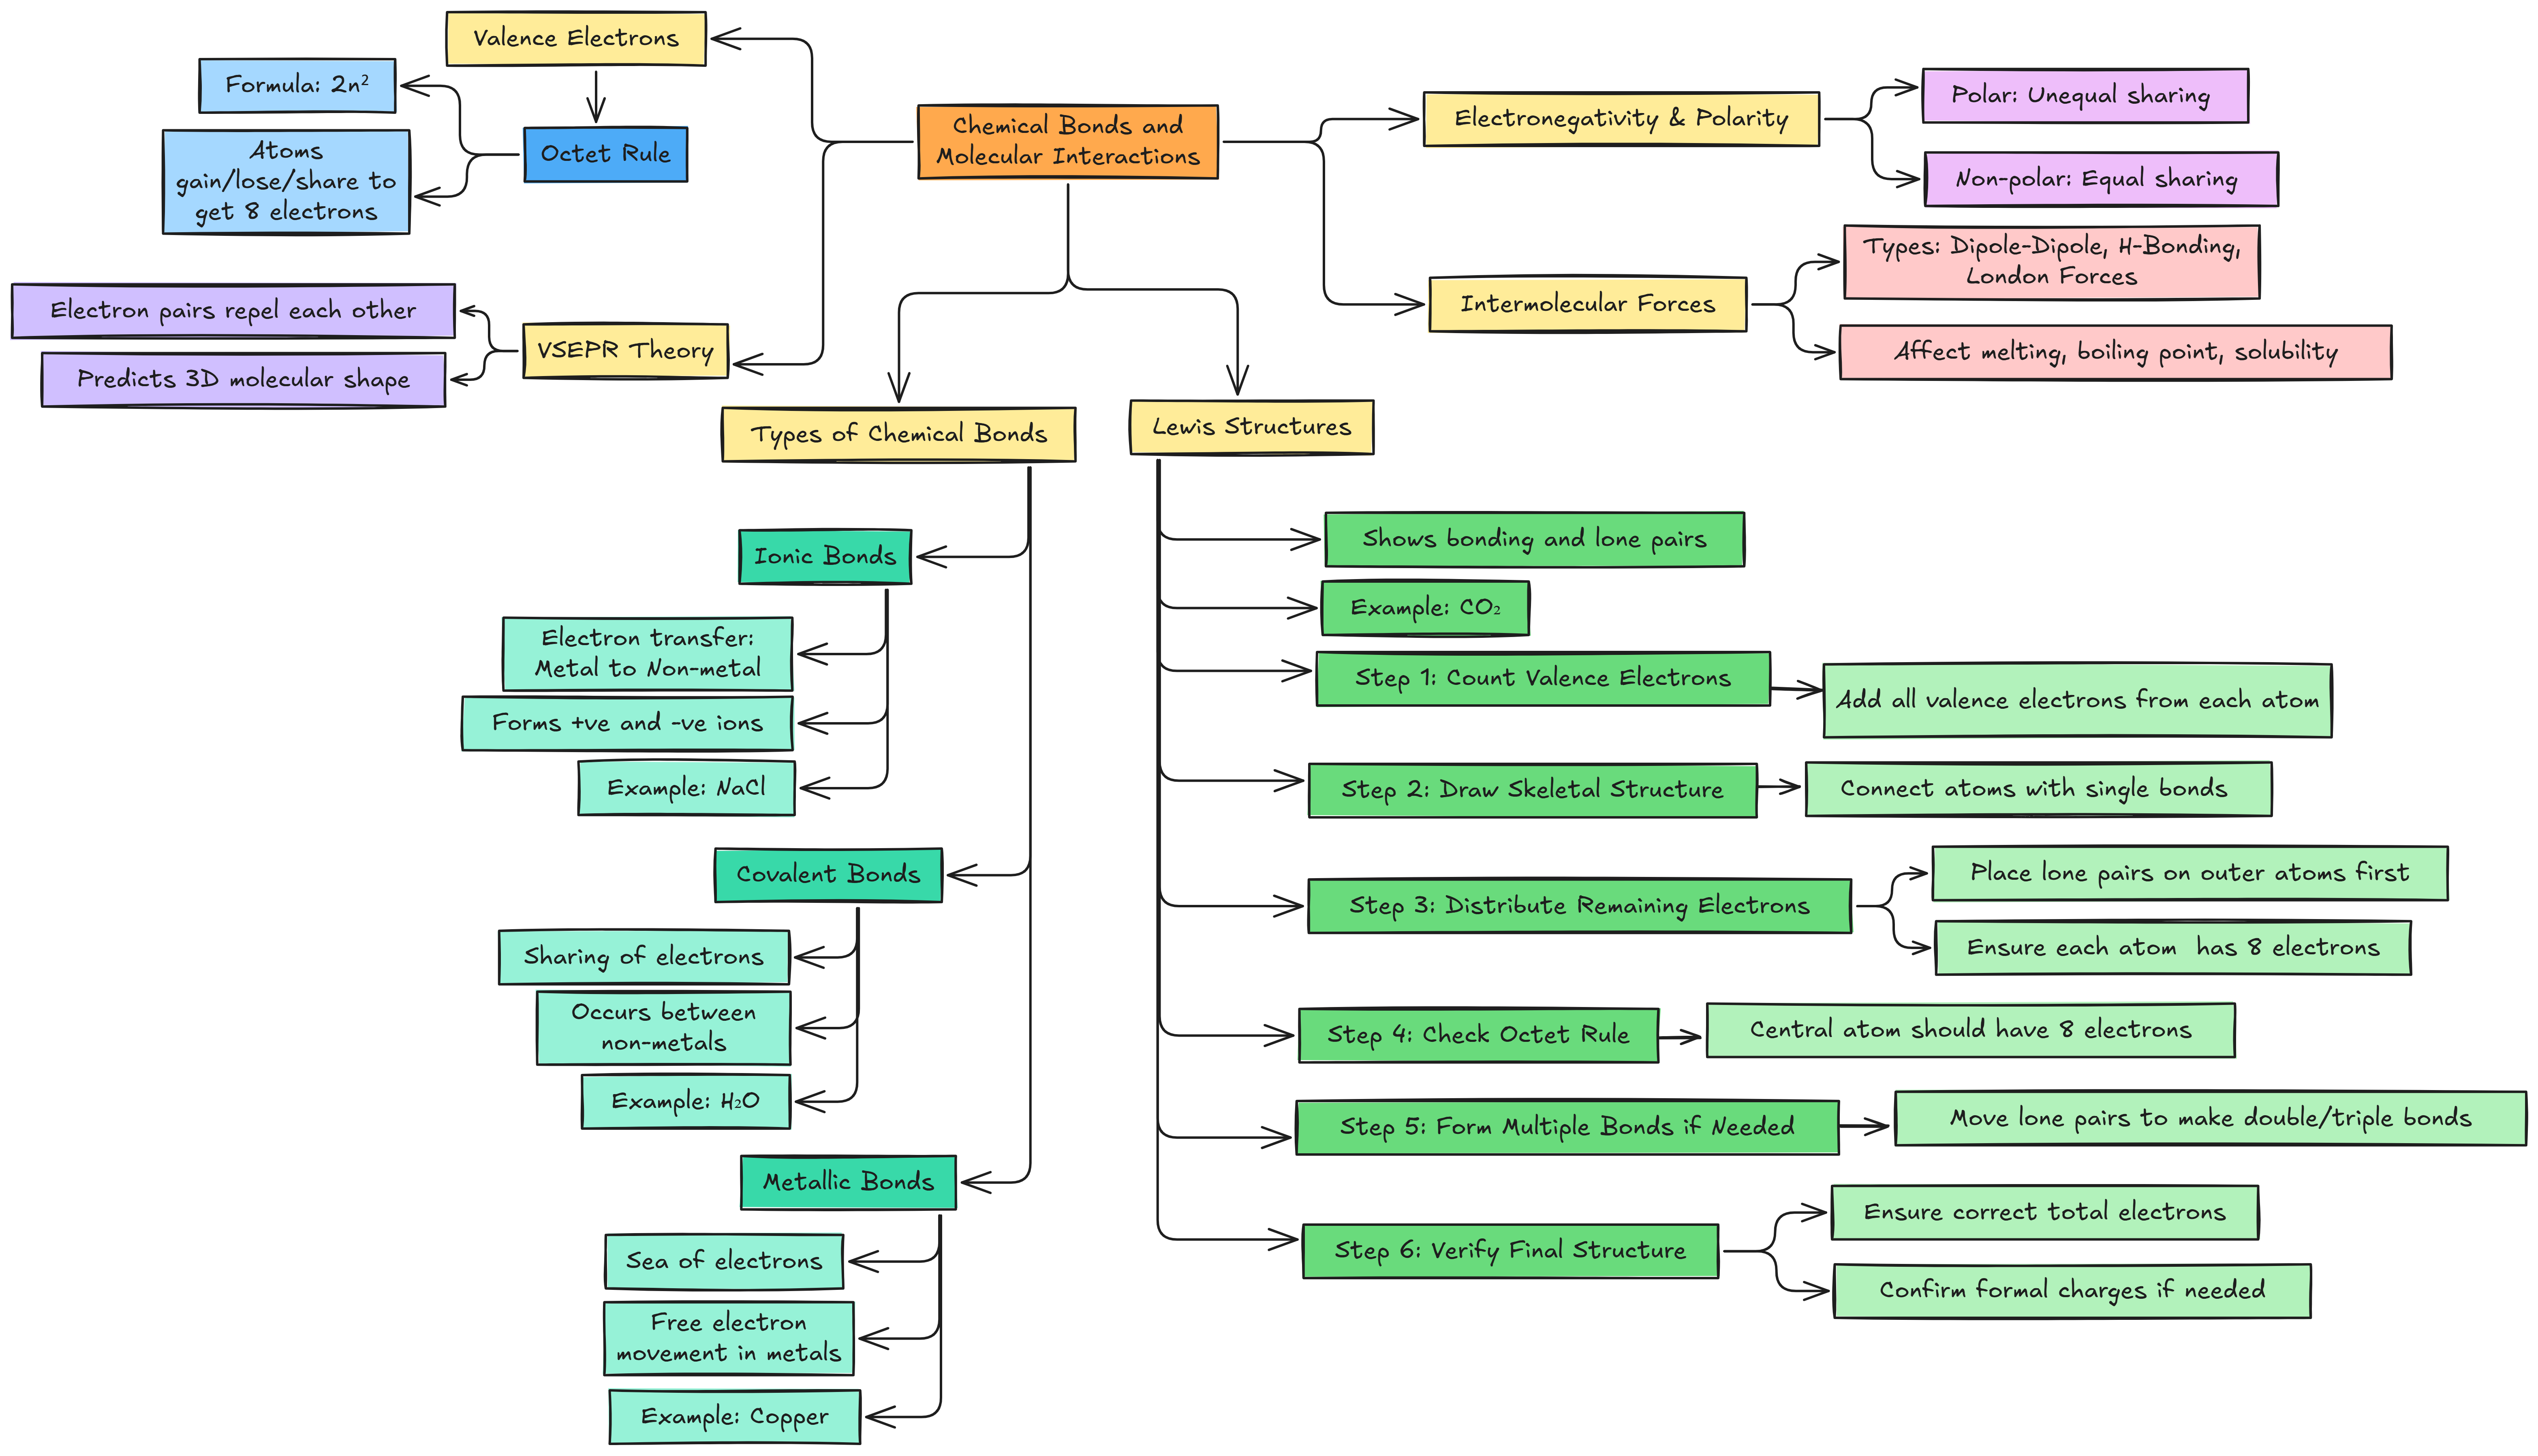 Chemical Bonds and
Molecular Interactions
Valence Electrons
Octet Rule
Formula: 2n²
Atoms
gain/lose/share to
get 8 electrons
VSEPR Theory
Electron pairs repel each other
Predicts 3D molecular shape
Electronegativity & Polarity
Polar: Unequal sharing
Non-polar: Equal sharing
Intermolecular Forces
Types: Dipole-Dipole, H-Bonding,
London Forces
Affect melting, boiling point, solubility
Types of Chemical Bonds
Ionic Bonds
Electron transfer:
Metal to Non-metal
Forms +ve and -ve ions
Example: NaCl
Covalent Bonds
Sharing of electrons
Occurs between
non-metals
Example: H₂O
Metallic Bonds
Sea of electrons
Free electron
movement in metals
Example: Copper
Lewis Structures
Shows bonding and lone pairs
Example: CO₂
Step 1: Count Valence Electrons
Add all valence electrons from each atom
Step 2: Draw Skeletal Structure
Connect atoms with single bonds
Step 3: Distribute Remaining Electrons
Place lone pairs on outer atoms first
Ensure each atom  has 8 electrons
Step 4: Check Octet Rule
Central atom should have 8 electrons
Step 5: Form Multiple Bonds if Needed
Move lone pairs to make double/triple bonds
Step 6: Verify Final Structure
Ensure correct total electrons
Confirm formal charges if needed